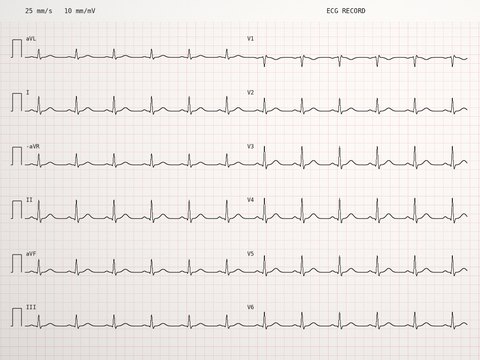 25 mm/s 10 mm/mV ECG RECORD
aVL V1
I V2
-aVR V3
II V4
aVF V5
III V6